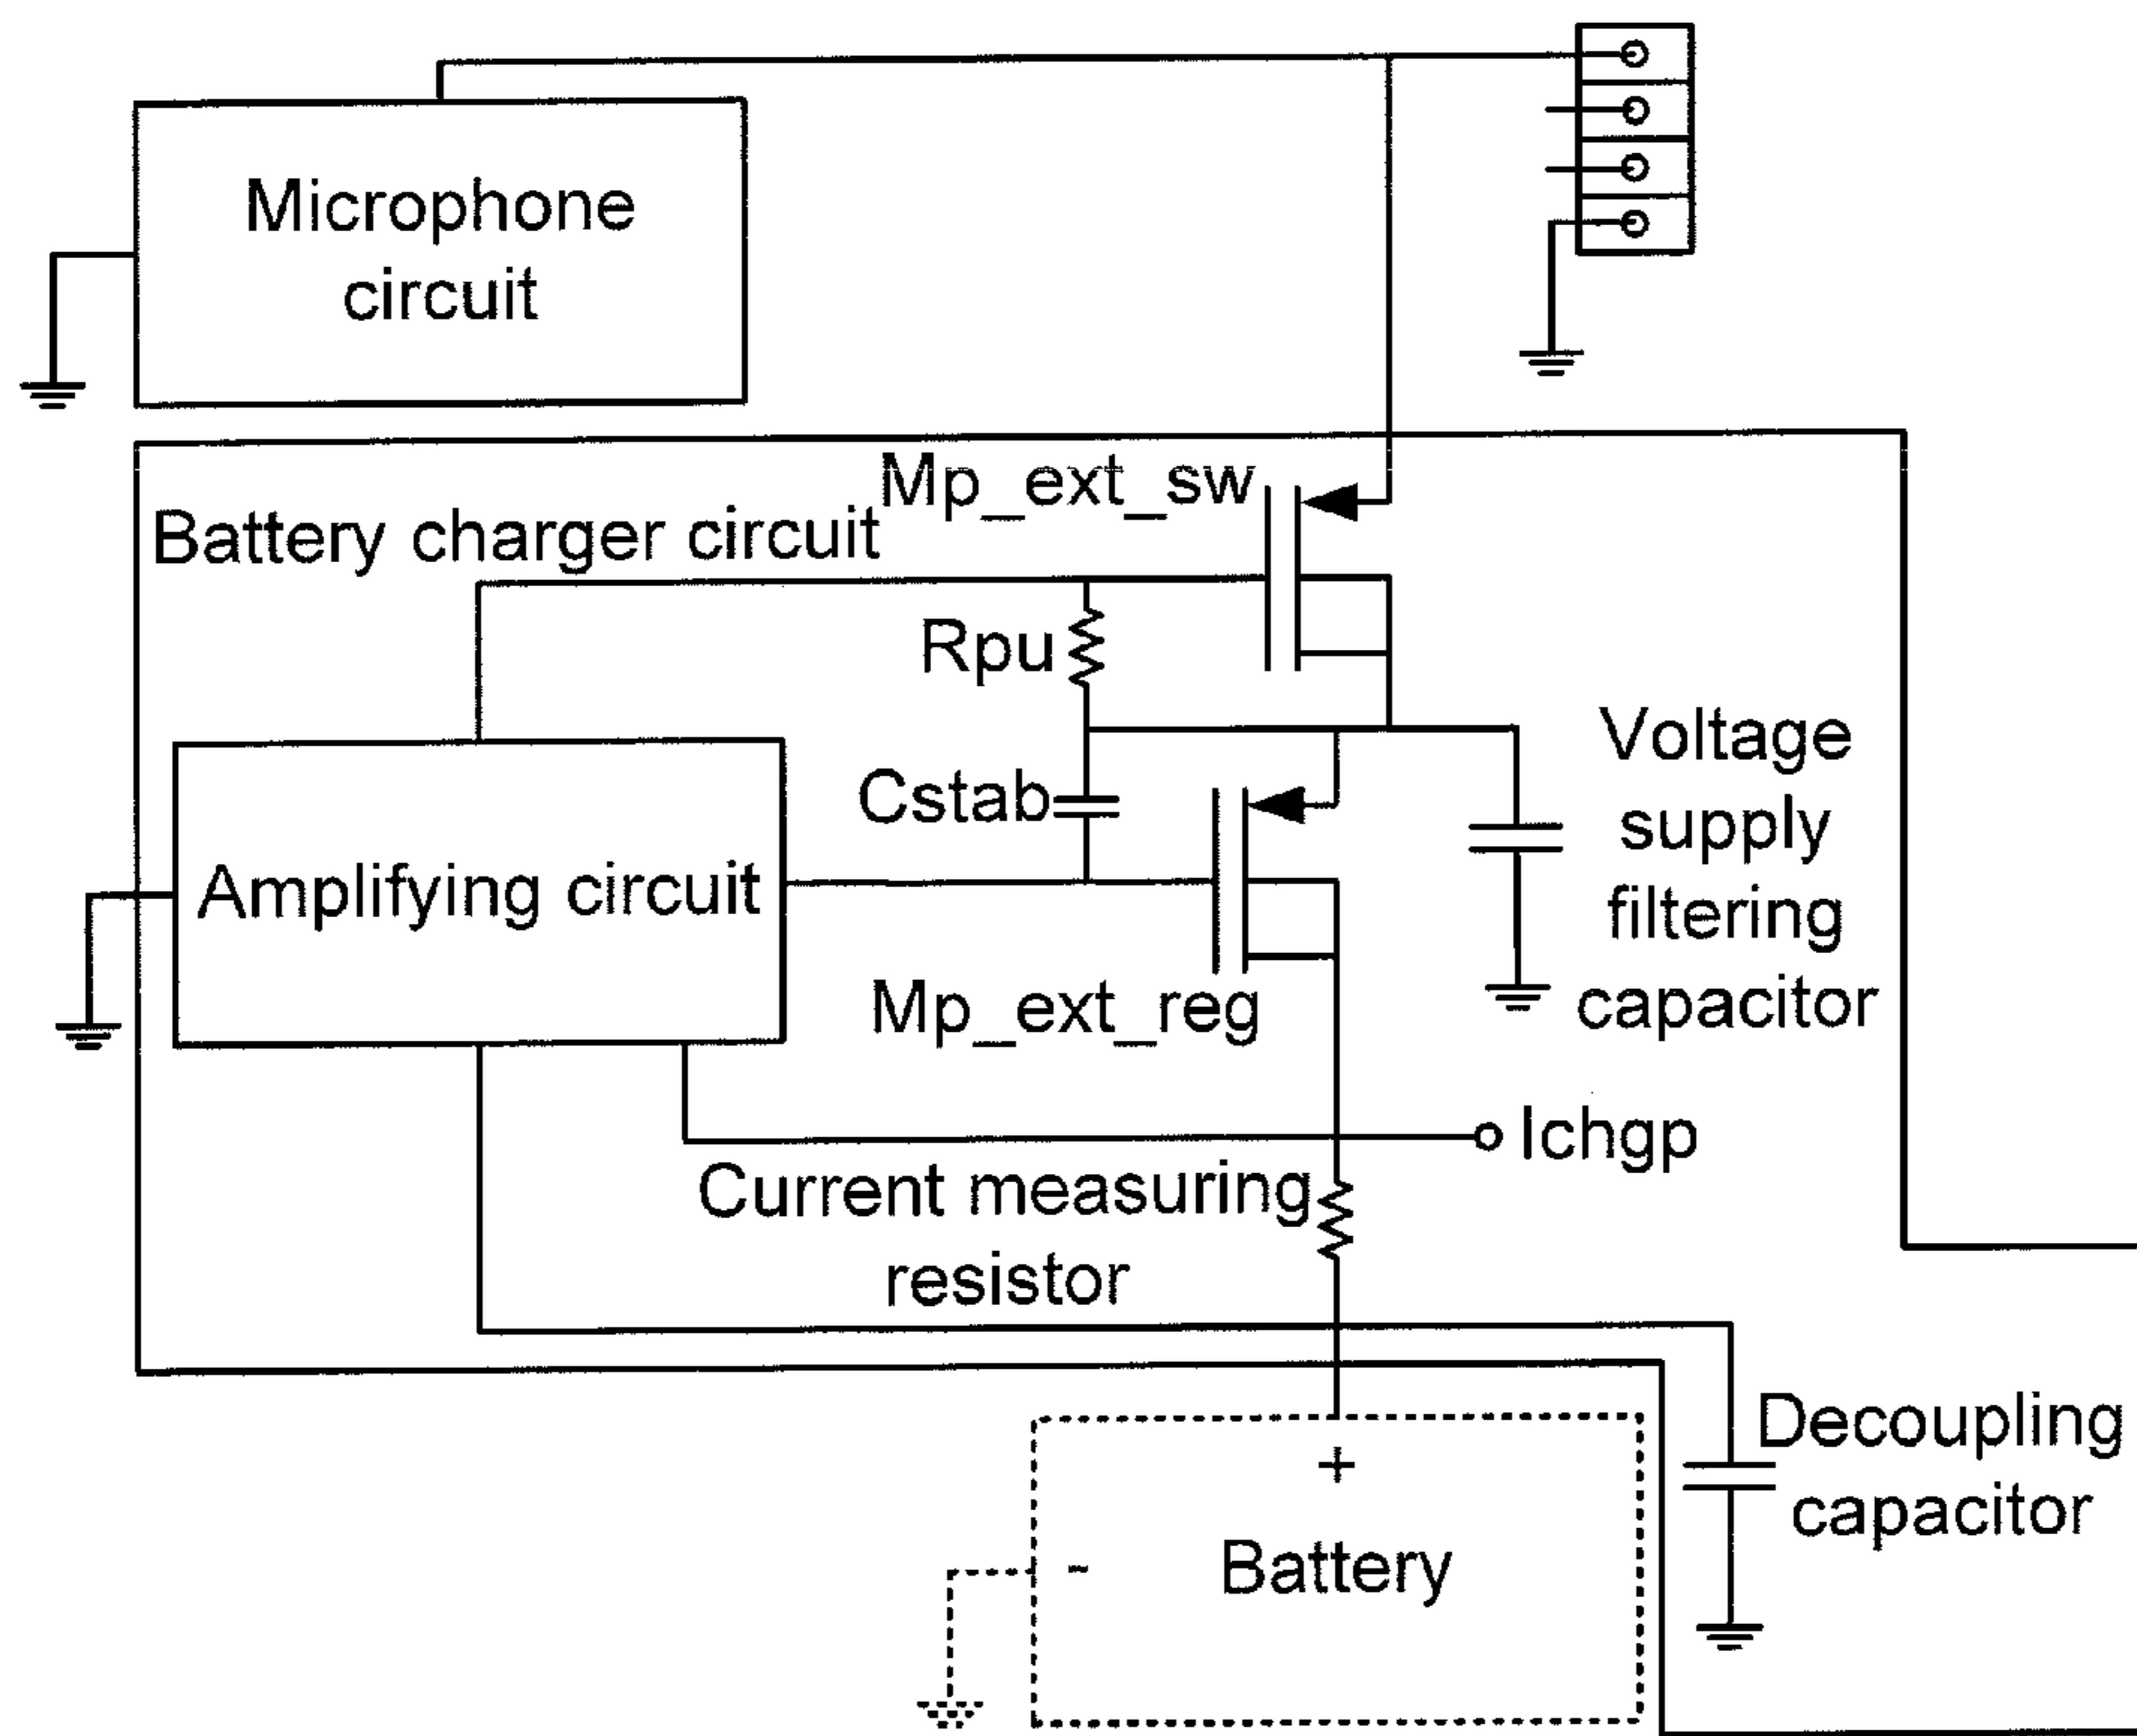 Microphone
circuit
Mp_ext_sw
Battery charger circuit
Rpu
Voltage
supply
filtering
capacitor
Cstab
Amplifying circuit
Mp_ext_reg
Ichgp
Current measuring
resistor
Decoupling
capacitor
+
-
Battery